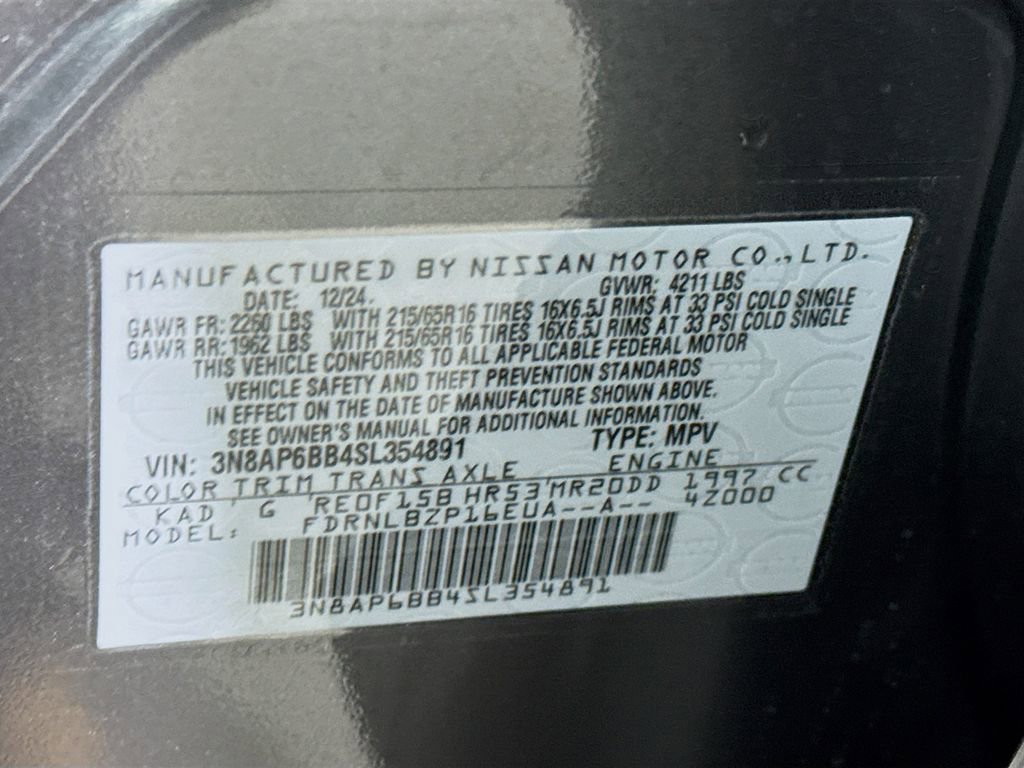 MANUFACTURED BY NISSAN MOTOR CO.,LTD.
DATE: 12/24. GVWR: 4211 LBS
GAWR FR: 2260 LBS WITH 215/65R16 TIRES 16X6.5J RIMS AT 33 PSI COLD SINGLE
GAWR RR: 1962 LBS WITH 215/65R16 TIRES 16X6.5J RIMS AT 33 PSI COLD SINGLE
THIS VEHICLE CONFORMS TO ALL APPLICABLE FEDERAL MOTOR
VEHICLE SAFETY AND THEFT PREVENTION STANDARDS
IN EFFECT ON THE DATE OF MANUFACTURE SHOWN ABOVE.
SEE OWNER'S MANUAL FOR ADDITIONAL INFORMATION.
VIN: 3N8AP6BB4SL354891 TYPE: MPV
COLOR TRIM TRANS AXLE ENGINE
KAD G RE0F15B HR53 MR20DD 1997 CC
MODEL: FDRNLBZP16EUA--A-- 4Z000
3N8AP6BB4SL354891